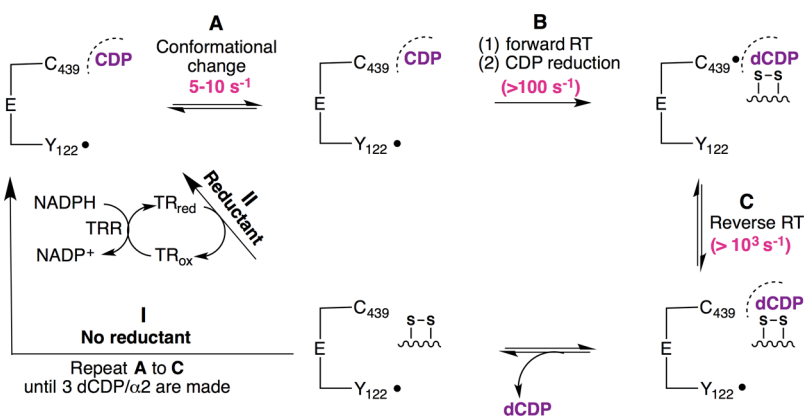 A
Conformational
change
5-10 s⁻¹
B
(1) forward RT
(2) CDP reduction
(>100 s⁻¹)
C₄₃₉ CDP
E
Y₁₂₂ •
C₄₃₉ CDP
E
Y₁₂₂ •
C₄₃₉• dCDP
S–S
E
Y₁₂₂
C
Reverse RT
(> 10³ s⁻¹)
II
Reductant
NADPH
TRR
NADP⁺
TRred
TRox
I
No reductant
Repeat A to C
until 3 dCDP/α2 are made
C₄₃₉
S–S
E
Y₁₂₂ •
dCDP
C₄₃₉ dCDP
S–S
E
Y₁₂₂ •